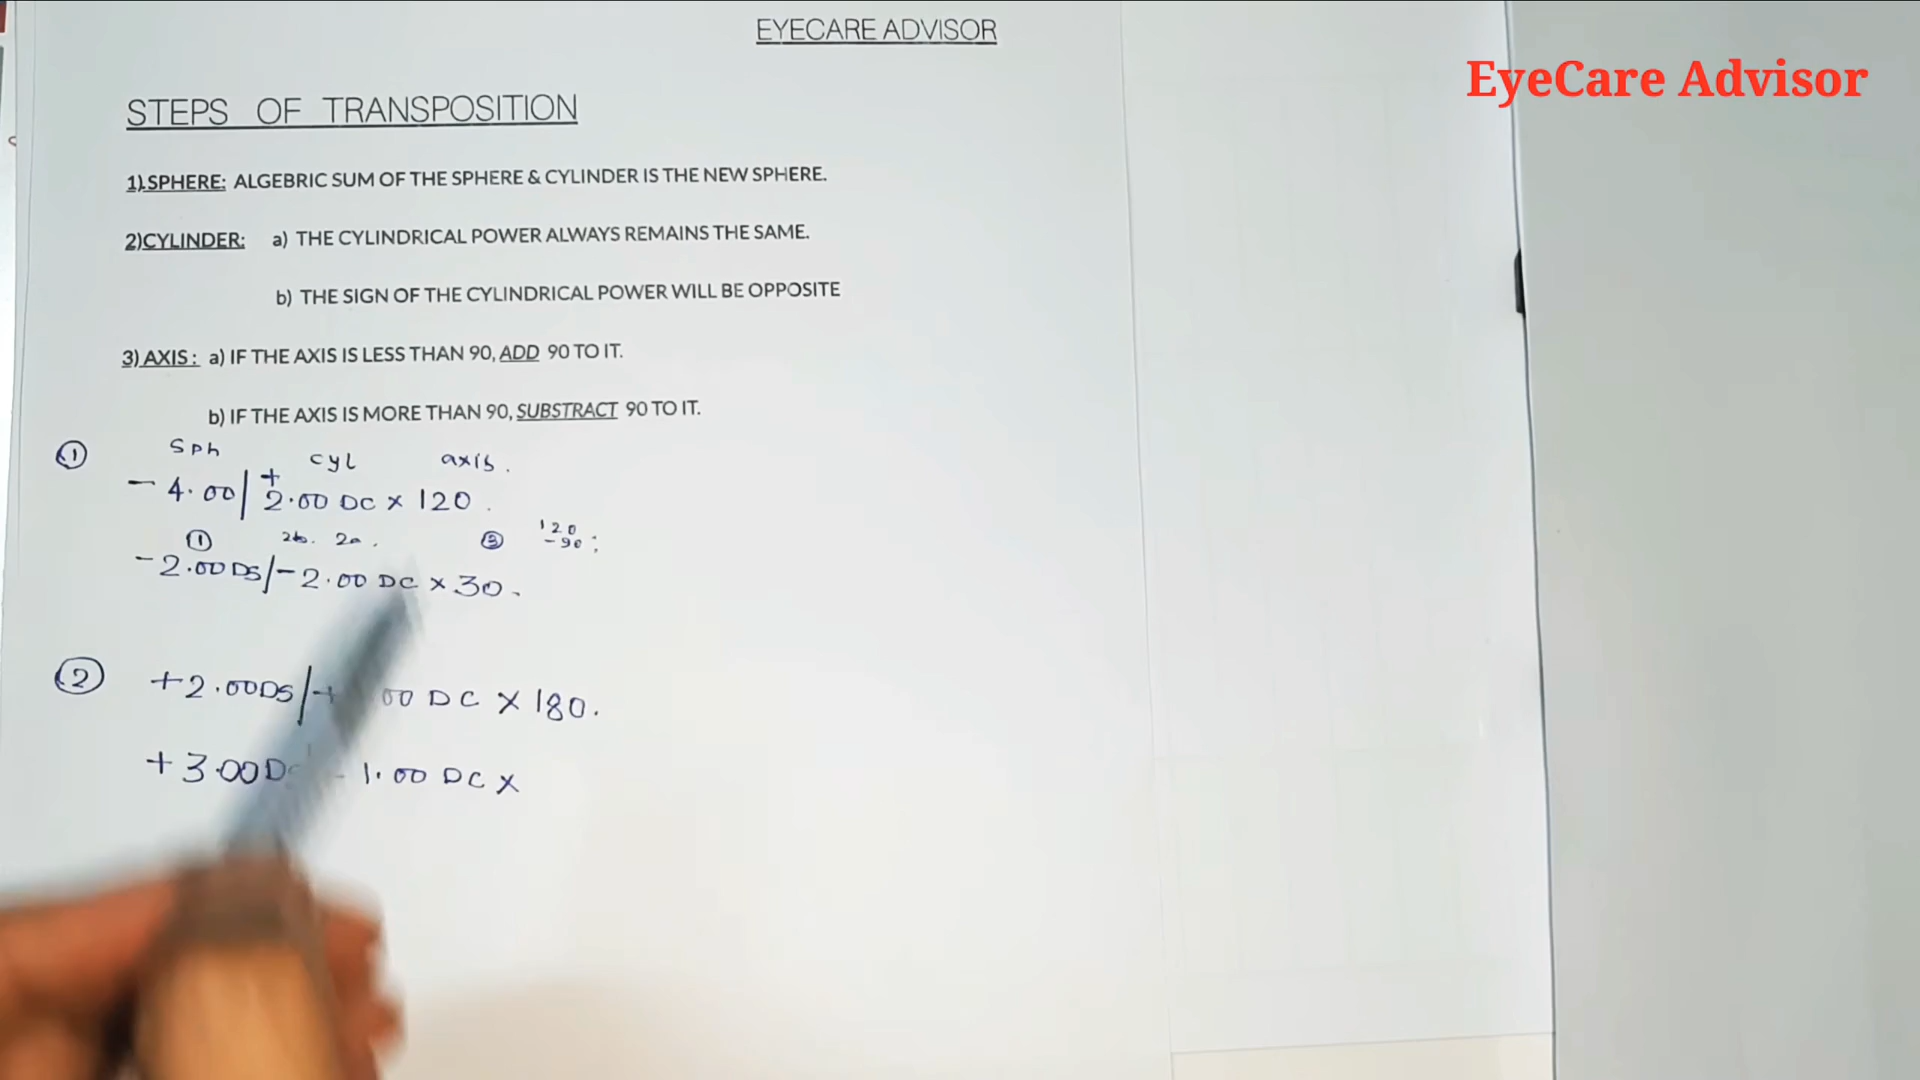 EYECARE ADVISOR
EyeCare Advisor
STEPS OF TRANSPOSITION
1).SPHERE: ALGEBRIC SUM OF THE SPHERE & CYLINDER IS THE NEW SPHERE.
2)CYLINDER: a) THE CYLINDRICAL POWER ALWAYS REMAINS THE SAME.
b) THE SIGN OF THE CYLINDRICAL POWER WILL BE OPPOSITE
3) AXIS : a) IF THE AXIS IS LESS THAN 90, ADD 90 TO IT.
b) IF THE AXIS IS MORE THAN 90, SUBSTRACT 90 TO IT.
① Sph cyl axis.
- 4.00 | + 2.00 DC x 120.
① 2b. 2a. ③ 120
-90;
-2.00 DS/-2.00 DC x 30.
② +2.00DS/+ 00 DC x 180.
+3.00D - 1.00 DC x